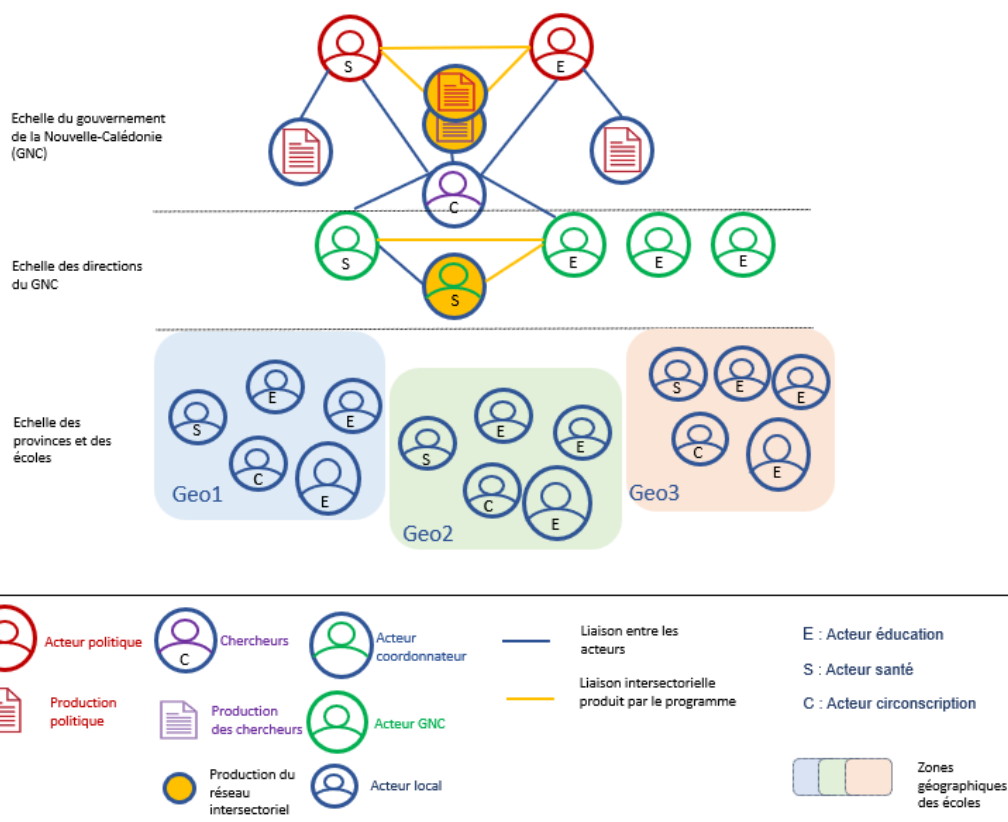 S
E
Echelle du gouvernement
de la Nouvelle-Calédonie
(GNC)
C
Echelle des directions
du GNC
S
E
E
E
S
Echelle des
provinces et des
écoles
S
E
E
C
E
Geo1
S
E
E
C
E
Geo2
S
E
E
C
E
Geo3
Acteur politique
C
Chercheurs
Acteur
coordonnateur
Liaison entre les
acteurs
E : Acteur éducation
S : Acteur santé
C : Acteur circonscription
Production
politique
Production
des chercheurs
Acteur GNC
Liaison intersectorielle
produit par le programme
Production du
réseau
intersectoriel
Acteur local
Zones
géographiques
des écoles